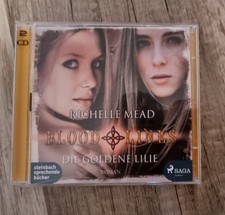 2
CD
RICHELLE MEAD
BLOODLINES
DIE GOLDENE LILIE
ROMAN
steinbach
sprechende
bücher
SAGA